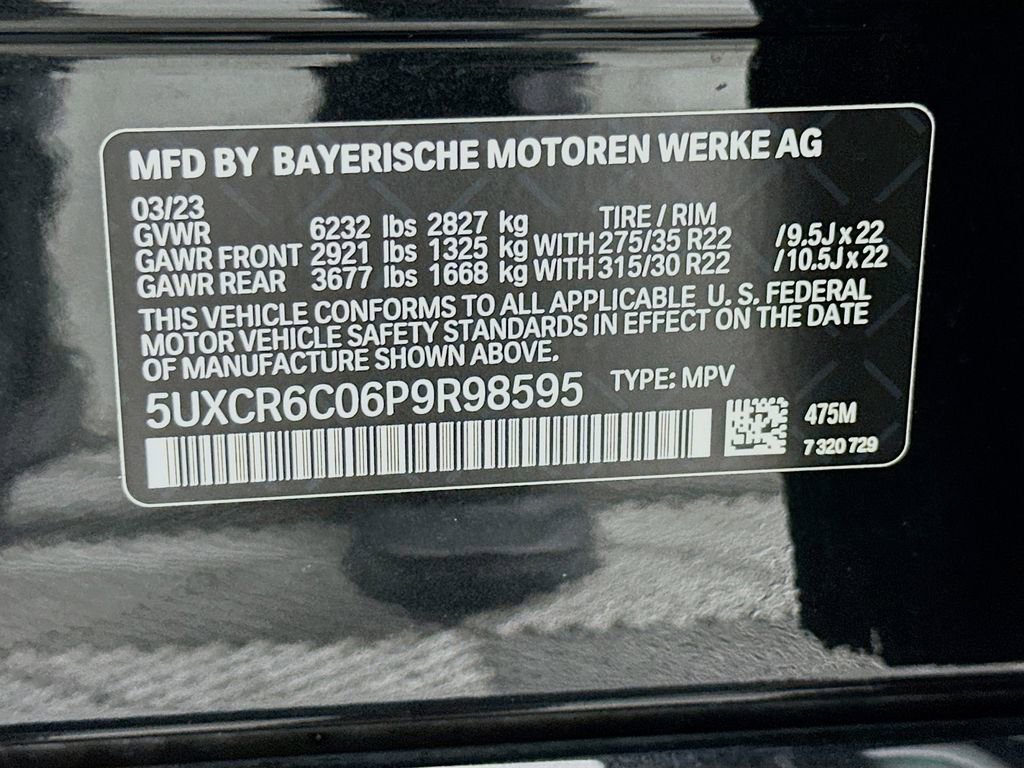 MFD BY BAYERISCHE MOTOREN WERKE AG
03/23 TIRE / RIM
GVWR 6232 lbs 2827 kg
GAWR FRONT 2921 lbs 1325 kg WITH 275/35 R22 /9.5J x 22
GAWR REAR 3677 lbs 1668 kg WITH 315/30 R22 /10.5J x 22
THIS VEHICLE CONFORMS TO ALL APPLICABLE U. S. FEDERAL
MOTOR VEHICLE SAFETY STANDARDS IN EFFECT ON THE DATE
OF MANUFACTURE SHOWN ABOVE.
5UXCR6C06P9R98595 TYPE: MPV
475M
7 320 729